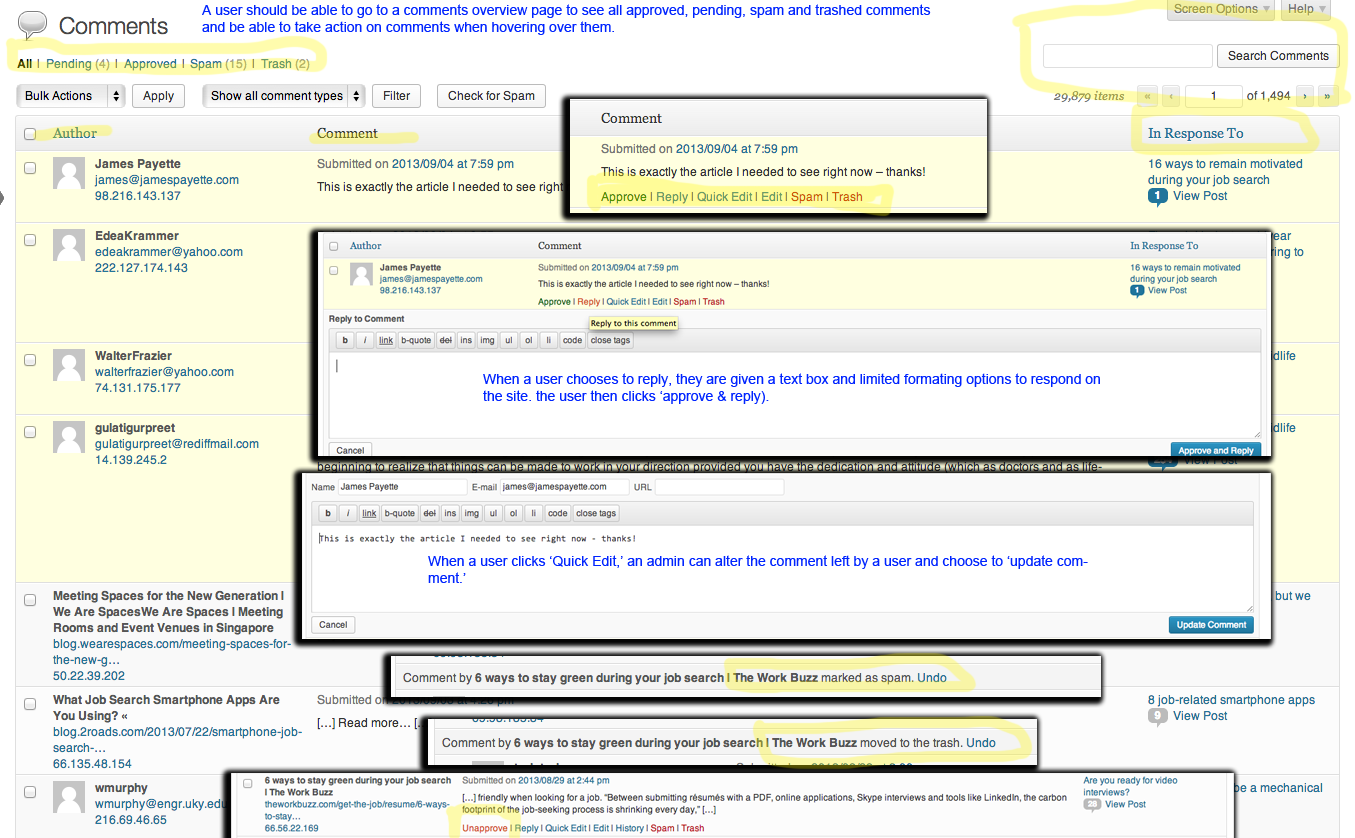 A user should be able to go to a comments overview page to see all approved, pending, spam and trashed comments
and be able to take action on comments when hovering over them.
Screen Options
Help
Comments
All | Pending (4) | Approved | Spam (15) | Trash (2)
Search Comments
Bulk Actions
Apply
Show all comment types
Filter
Check for Spam
29,879 items « ‹ 1 of 1,494 › »
Author
Comment
In Response To
James Payette
james@jamespayette.com
98.216.143.137
Submitted on 2013/09/04 at 7:59 pm
This is exactly the article I needed to see right
16 ways to remain motivated
during your job search
1 View Post
Comment
Submitted on 2013/09/04 at 7:59 pm
This is exactly the article I needed to see right now – thanks!
Approve | Reply | Quick Edit | Edit | Spam | Trash
EdeaKrammer
edeakrammer@yahoo.com
222.127.174.143
Author
Comment
In Response To
James Payette
james@jamespayette.com
98.216.143.137
Submitted on 2013/09/04 at 7:59 pm
This is exactly the article I needed to see right now – thanks!
Approve | Reply | Quick Edit | Edit | Spam | Trash
16 ways to remain motivated
during your job search
1 View Post
Reply to Comment
Reply to this comment
b i link b-quote del ins img ul ol li code close tags
When a user chooses to reply, they are given a text box and limited formating options to respond on
the site. the user then clicks ‘approve & reply).
Cancel
Approve and Reply
WalterFrazier
walterfrazier@yahoo.com
74.131.175.177
gulatigurpreet
gulatigurpreet@rediffmail.com
14.139.245.2
beginning to realize that things can be made to work in your direction provided you have the dedication and attitude (which as doctors and as life-
View Post
Name James Payette E-mail james@jamespayette.com URL
b i link b-quote del ins img ul ol li code close tags
This is exactly the article I needed to see right now - thanks!
When a user clicks ‘Quick Edit,’ an admin can alter the comment left by a user and choose to ‘update com-
ment.’
Cancel
Update Comment
Meeting Spaces for the New Generation |
We Are SpacesWe Are Spaces | Meeting
Rooms and Event Venues in Singapore
blog.wearespaces.com/meeting-spaces-for-
the-new-g…
50.22.39.202
but we
Comment by 6 ways to stay green during your job search | The Work Buzz marked as spam. Undo
What Job Search Smartphone Apps Are
You Using? «
blog.2roads.com/2013/07/22/smartphone-job-
search-…
66.135.48.154
Submitted on
[…] Read more…
8 job-related smartphone apps
9 View Post
Comment by 6 ways to stay green during your job search | The Work Buzz moved to the trash. Undo
wmurphy
wmurphy@engr.uky.edu
216.69.46.65
be a mechanical
6 ways to stay green during your job search
| The Work Buzz
theworkbuzz.com/get-the-job/resume/6-ways-
to-stay…
66.56.22.169
Submitted on 2013/08/29 at 2:44 pm
[…] friendly when looking for a job. “Between submitting résumés with a PDF, online applications, Skype interviews and tools like LinkedIn, the carbon
footprint of the job-seeking process is shrinking every day,” […]
Unapprove | Reply | Quick Edit | Edit | History | Spam | Trash
Are you ready for video
interviews?
28 View Post